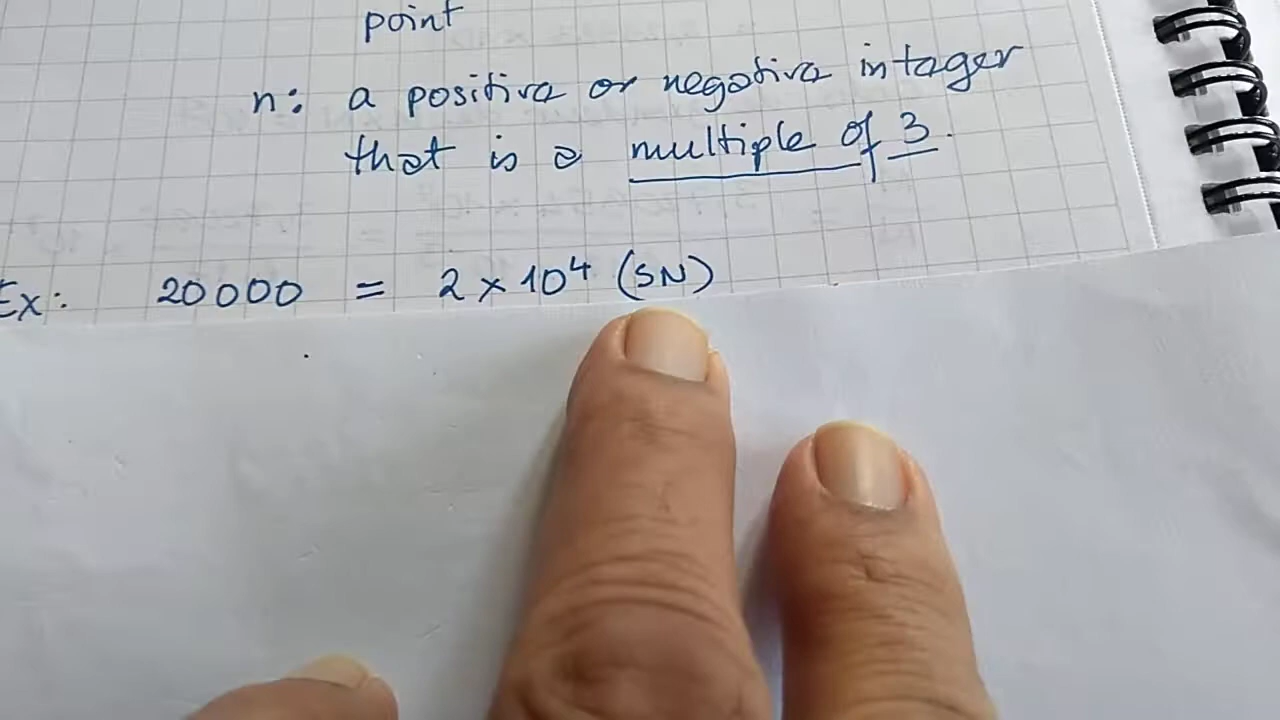 point
n: a positive or negative integer
that is a multiple of 3.
Ex: 20000 = 2 × 10⁴ (SN)